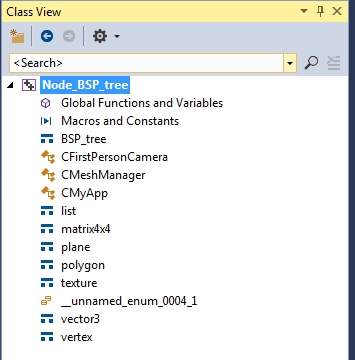 Class View
<Search>
Node_BSP_tree
Global Functions and Variables
Macros and Constants
BSP_tree
CFirstPersonCamera
CMeshManager
CMyApp
list
matrix4x4
plane
polygon
texture
__unnamed_enum_0004_1
vector3
vertex